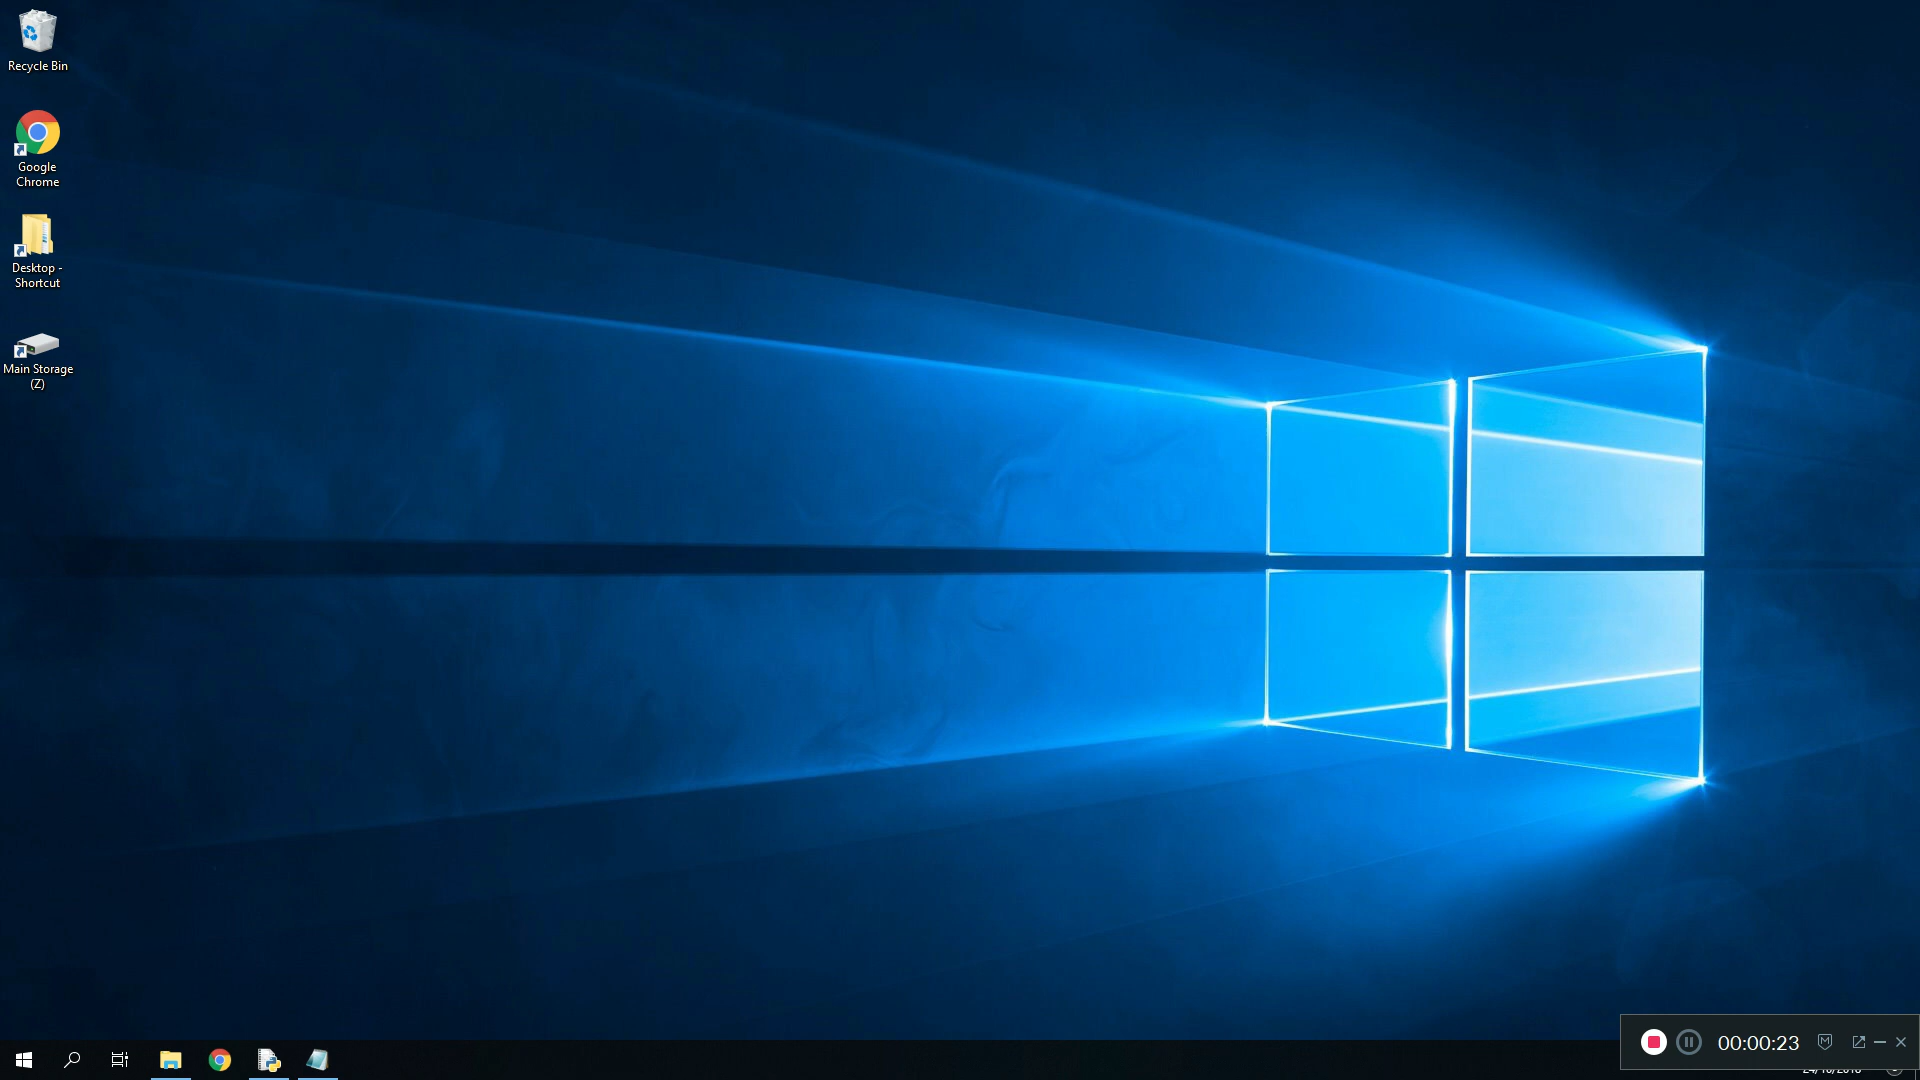 Recycle Bin
Google
Chrome
Desktop -
Shortcut
Main Storage
(Z)
00:00:23